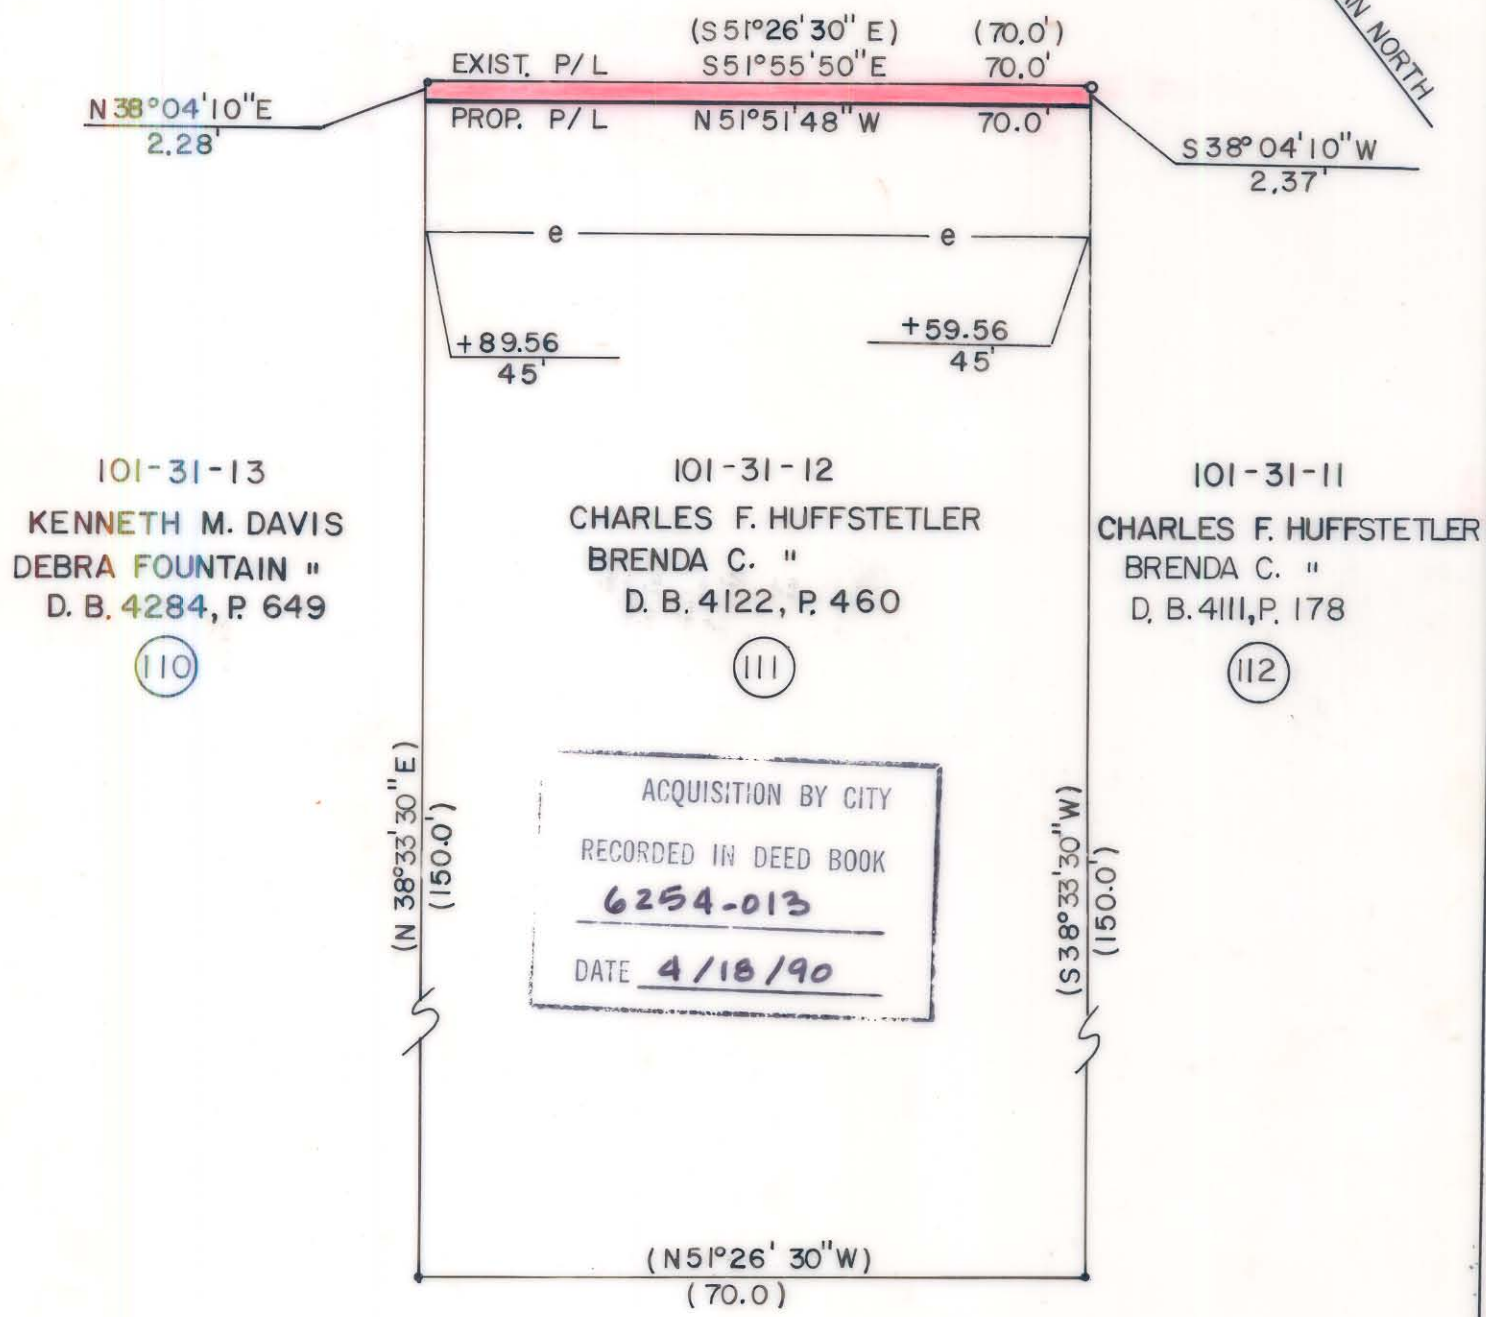 (S51°26'30"E) (70.0')
EXIST. P/L S51°55'50"E 70.0'
PROP. P/L N51°51'48"W 70.0'
N38°04'10"E
2.28'
NORTH
S38°04'10"W
2.37'
e e
+89.56
45'
+59.56
45'
101-31-13
KENNETH M. DAVIS
DEBRA FOUNTAIN "
D. B. 4284, P. 649
110
101-31-12
CHARLES F. HUFFSTETLER
BRENDA C. "
D. B. 4122, P. 460
111
101-31-11
CHARLES F. HUFFSTETLER
BRENDA C. "
D. B. 4111, P. 178
112
(N 38°33'30"E)
(150.0')
ACQUISITION BY CITY
RECORDED IN DEED BOOK
6254-013
DATE 4/18/90
(S38°33'30"W)
(150.0')
(N51°26'30"W)
(70.0)